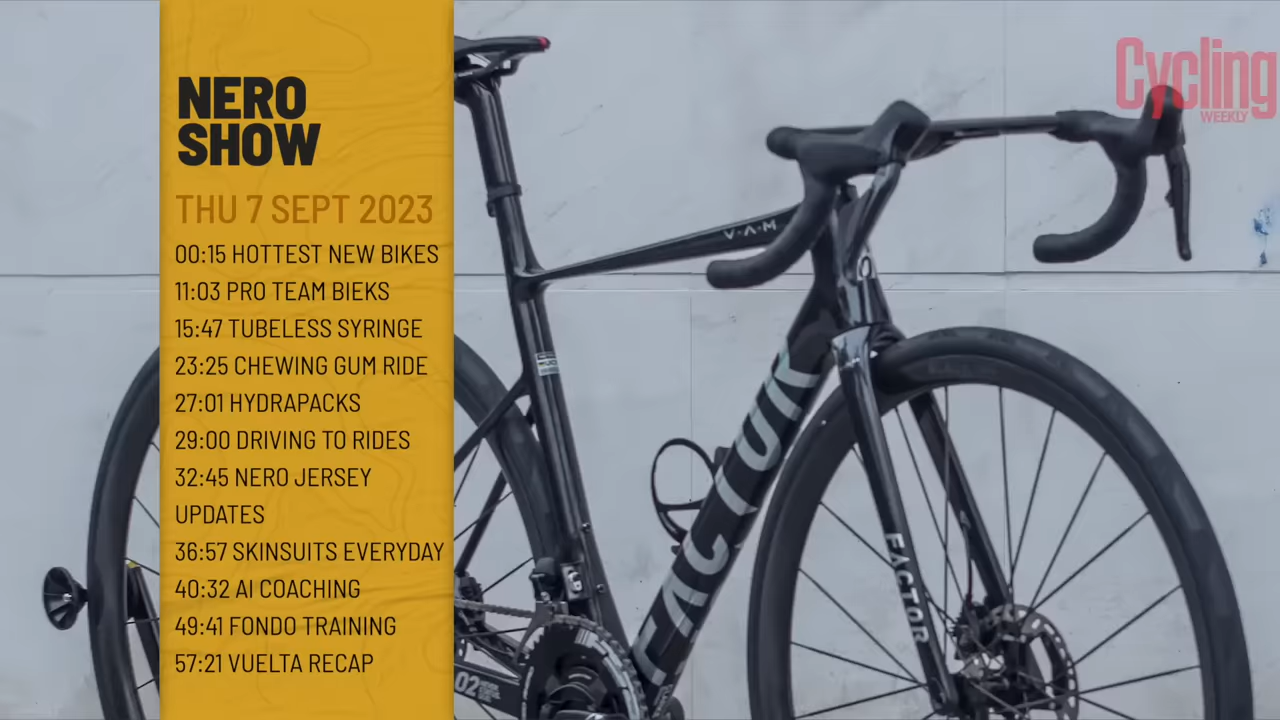 NERO
SHOW
THU 7 SEPT 2023
00:15 HOTTEST NEW BIKES
11:03 PRO TEAM BIEKS
15:47 TUBELESS SYRINGE
23:25 CHEWING GUM RIDE
27:01 HYDRAPACKS
29:00 DRIVING TO RIDES
32:45 NERO JERSEY
UPDATES
36:57 SKINSUITS EVERYDAY
40:32 AI COACHING
49:41 FONDO TRAINING
57:21 VUELTA RECAP
Cycling
WEEKLY
V·A·M
FACTOR
FACTOR
02